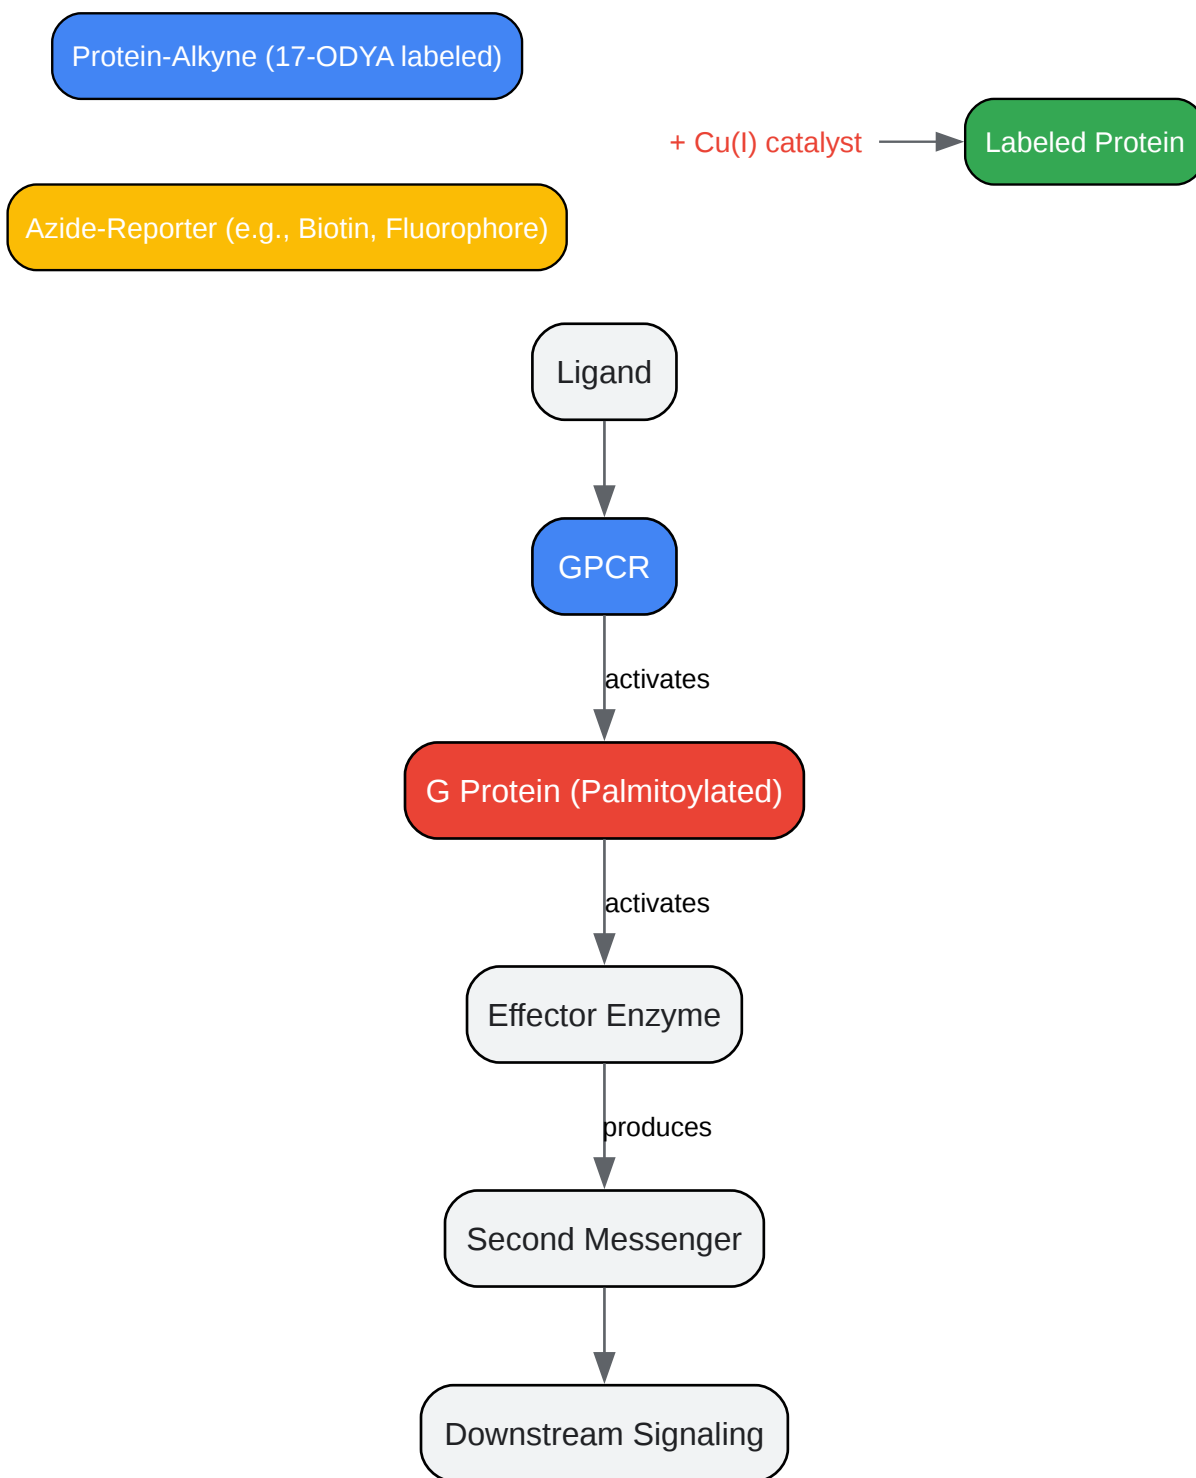 Protein-Alkyne (17-ODYA labeled)
+ Cu(I) catalyst
Labeled Protein
Azide-Reporter (e.g., Biotin, Fluorophore)
Ligand
GPCR
activates
G Protein (Palmitoylated)
activates
Effector Enzyme
produces
Second Messenger
Downstream Signaling